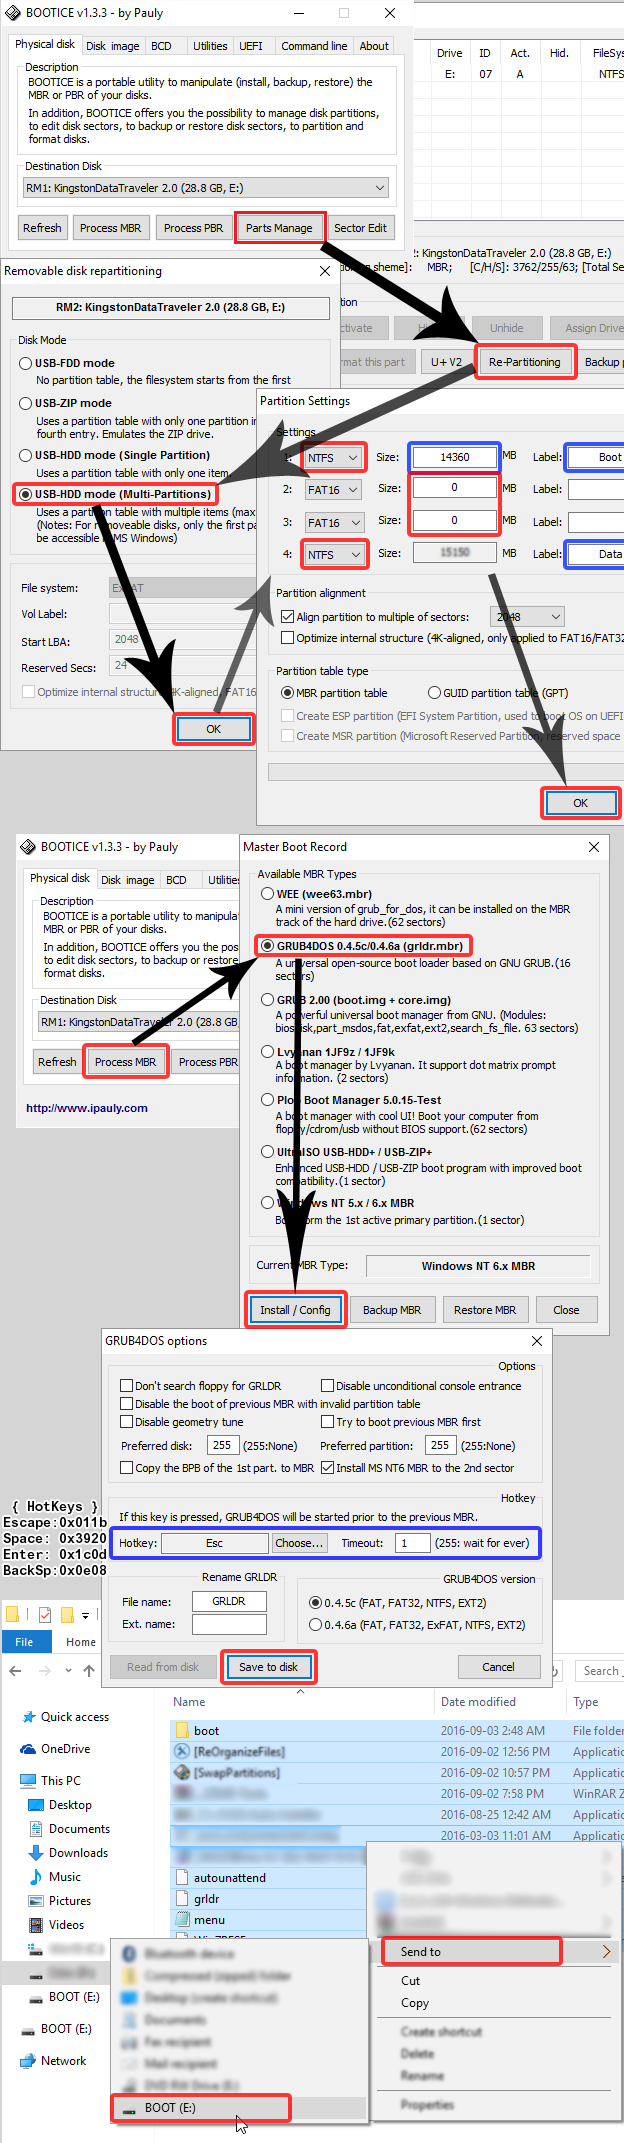 BOOTICE v1.3.3 - by Pauly
Physical disk Disk image BCD Utilities UEFI Command line About
Description
BOOTICE is a portable utility to manipulate (install, backup, restore) the
MBR or PBR of your disks.
In addition, BOOTICE offers you the possibility to manage disk partitions,
to edit disk sectors, to backup or restore disk sectors, to partition and
format disks.
Destination Disk
RM1: KingstonDataTraveler 2.0 (28.8 GB, E:)
Refresh Process MBR Process PBR Parts Manage Sector Edit
Drive ID Act. Hid. FileSys
E: 07 A NTFS
2: KingstonDataTraveler 2.0 (28.8 GB, E:)
sheme]: MBR; [C/H/S]: 3762/255/63; [Total Se
tion
ctivate Unhide Assign Drive
rmat this part U+ V2 Re-Partitioning Backup p
Removable disk repartitioning
RM2: KingstonDataTraveler 2.0 (28.8 GB, E:)
Disk Mode
USB-FDD mode
No partition table, the filesystem starts from the first
USB-ZIP mode
Uses a partition table with only one partition in
fourth entry. Emulates the ZIP drive.
USB-HDD mode (Single Partition)
Uses a partition table with only one item.
USB-HDD mode (Multi-Partitions)
Uses a partition table with multiple items (max
(Notes: For removeable disks, only the first pa
be accessible MS Windows)
File system:
Vol Label:
Start LBA: 2048
Reserved Secs: 24
Optimize internal structure (4K-aligned, FAT16
OK
Partition Settings
Settings
1: NTFS Size: 14360 MB Label: Boot
2: FAT16 Size: 0 MB Label:
3: FAT16 Size: 0 MB Label:
4: NTFS Size: 15150 MB Label: Data
Partition alignment
Align partition to multiple of sectors: 2048
Optimize internal structure (4K-aligned, only applied to FAT16/FAT32
Partition table type
MBR partition table GUID partition table (GPT)
Create ESP partition (EFI System Partition, used to boot OS on UEFI
Create MSR partition (Microsoft Reserved Partition, reserved space
OK
BOOTICE v1.3.3 - by Pauly
Physical disk Disk image BCD Utilities
Description
BOOTICE is a portable utility to manipula
MBR or PBR of your disks.
In addition, BOOTICE offers you the pos
to edit disk sectors, to backup or restore
format disks.
Destination Disk
RM1: KingstonDataTraveler 2.0 (28.8 GB
Refresh Process MBR Process PBR
http://www.ipauly.com
Master Boot Record
Available MBR Types
WEE (wee63.mbr)
A mini version of grub_for_dos, it can be installed on the MBR
track of the hard drive.(62 sectors)
GRUB4DOS 0.4.5c/0.4.6a (grldr.mbr)
A universal open-source boot loader based on GNU GRUB.(16
sectors)
GRUB 2.00 (boot.img + core.img)
A powerful universal boot manager from GNU. (Modules:
biosdisk,part_msdos,fat,exfat,ext2,search_fs_file. 63 sectors)
Lvyanan 1JF9z / 1JF9k
A boot manager by Lvyanan. It support dot matrix prompt
information. (2 sectors)
Plop Boot Manager 5.0.15-Test
A boot manager with cool UI! Boot your computer from
floppy/cdrom/usb without BIOS support.(62 sectors)
UltraISO USB-HDD+ / USB-ZIP+
Enhanced USB-HDD / USB-ZIP boot program with improved boot
compatibility.(1 sector)
Windows NT 5.x / 6.x MBR
Boot form the 1st active primary partition.(1 sector)
Current MBR Type: Windows NT 6.x MBR
Install / Config Backup MBR Restore MBR Close
GRUB4DOS options
Options
Don't search floppy for GRLDR Disable unconditional console entrance
Disable the boot of previous MBR with invalid partition table
Disable geometry tune Try to boot previous MBR first
Preferred disk: 255 (255:None) Preferred partition: 255 (255:None)
Copy the BPB of the 1st part. to MBR Install MS NT6 MBR to the 2nd sector
Hotkey
If this key is pressed, GRUB4DOS will be started prior to the previous MBR.
Hotkey: Esc Choose... Timeout: 1 (255: wait for ever)
Rename GRLDR
File name: GRLDR
Ext. name:
GRUB4DOS version
0.4.5c (FAT, FAT32, NTFS, EXT2)
0.4.6a (FAT, FAT32, ExFAT, NTFS, EXT2)
Read from disk Save to disk Cancel
{ HotKeys }
Escape:0x011b
Space: 0x3920
Enter: 0x1c0d
BackSp:0x0e08
File Home
Search
Quick access
OneDrive
This PC
Desktop
Documents
Downloads
Music
Pictures
Videos
BOOT (E:)
BOOT (E:)
Network
Name Date modified Type
boot 2016-09-03 2:48 AM File folder
[ReOrganizeFiles] 2016-09-02 12:56 PM Applicatio
[SwapPartitions] 2016-09-02 10:57 PM Applicatio
2016-09-02 7:58 PM WinRAR Z
2016-08-25 12:42 AM Applicatio
2016-03-03 11:01 AM Applicatio
autounattend
grldr
menu
Send to
Cut
Copy
Create shortcut
Delete
Rename
Properties
Bluetooth device
Compressed (zipped) folder
Desktop (create shortcut)
Documents
Fax recipient
Mail recipient
DVD RW Drive
BOOT (E:)